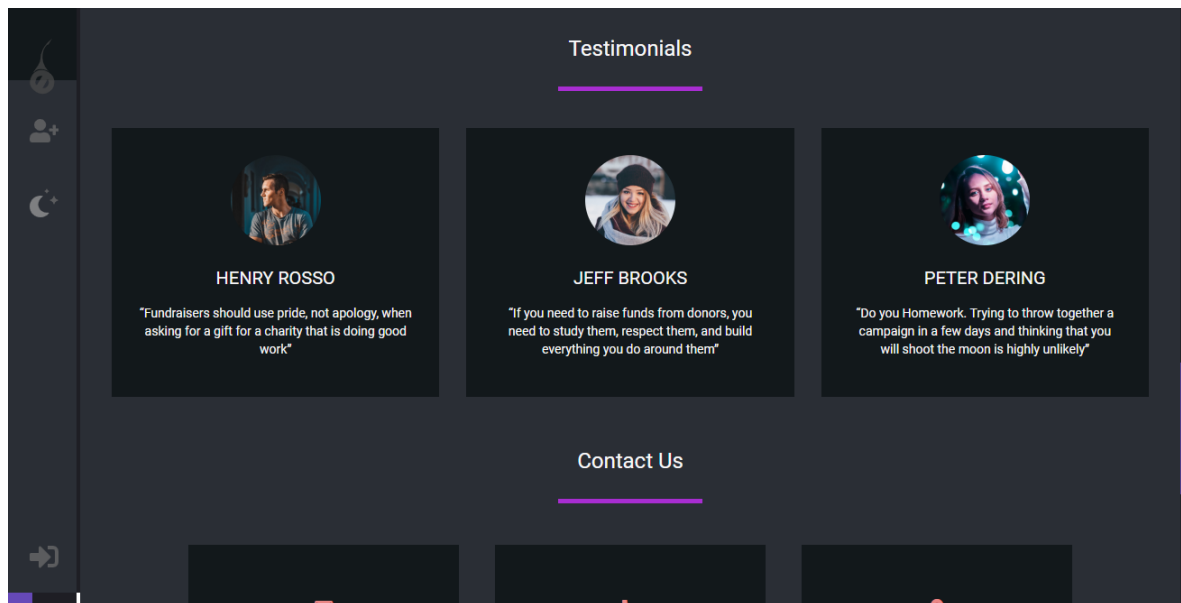 Testimonials
HENRY ROSSO
“Fundraisers should use pride, not apology, when
asking for a gift for a charity that is doing good
work”
JEFF BROOKS
“If you need to raise funds from donors, you
need to study them, respect them, and build
everything you do around them”
PETER DERING
“Do you Homework. Trying to throw together a
campaign in a few days and thinking that you
will shoot the moon is highly unlikely”
Contact Us